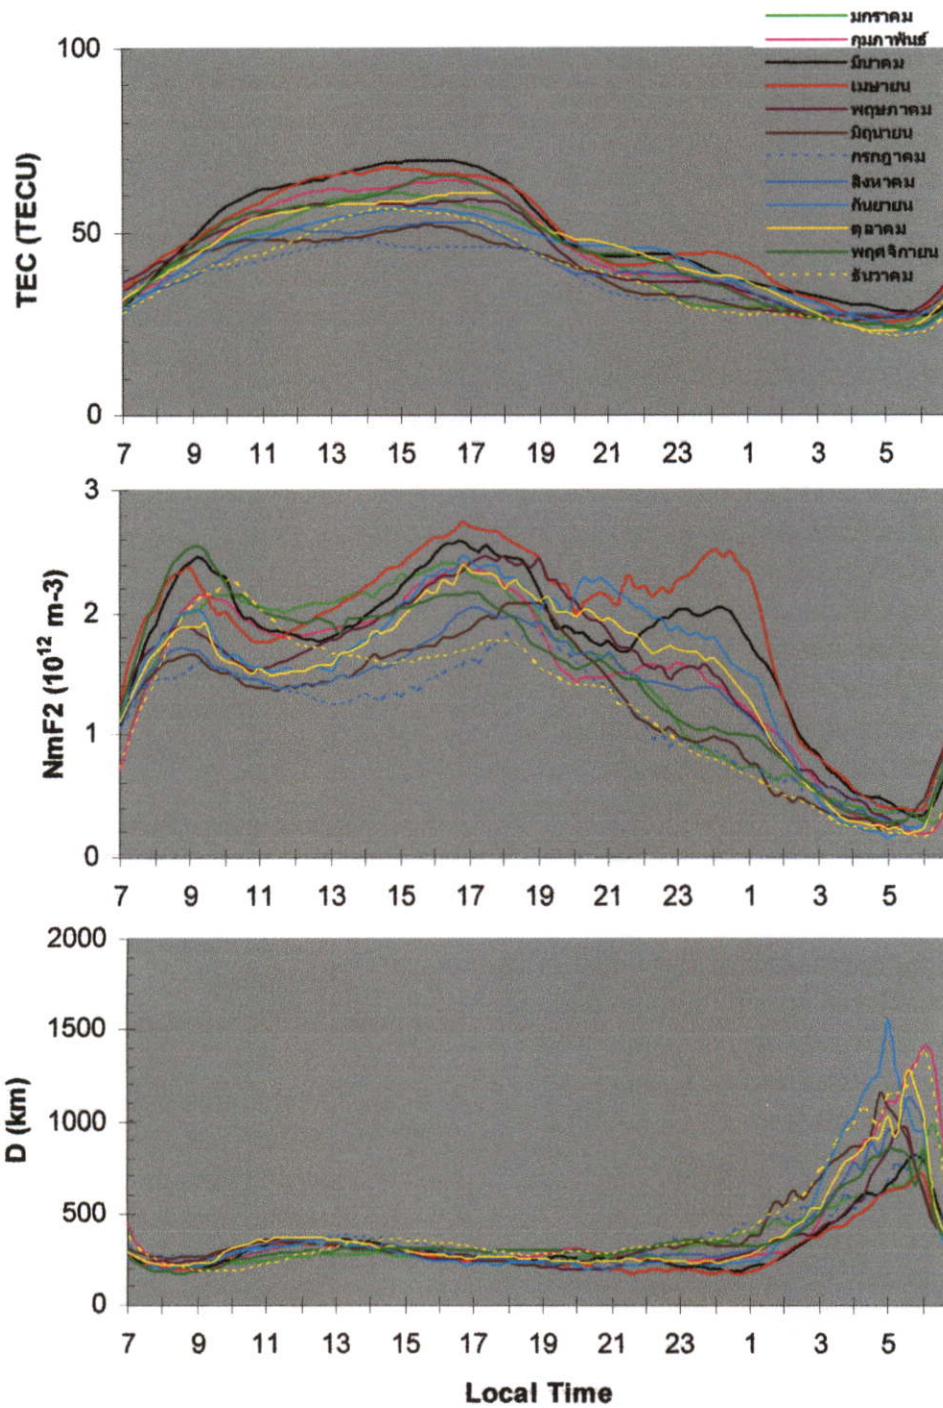 มกราคม
กุมภาพันธ์
มีนาคม
เมษายน
พฤษภาคม
มิถุนายน
กรกฎาคม
สิงหาคม
กันยายน
ตุลาคม
พฤศจิกายน
ธันวาคม
TEC (TECU)
100
50
0
7 9 11 13 15 17 19 21 23 1 3 5
NmF2 (10¹² m-3)
3
2
1
0
7 9 11 13 15 17 19 21 23 1 3 5
D (km)
2000
1500
1000
500
0
7 9 11 13 15 17 19 21 23 1 3 5
Local Time